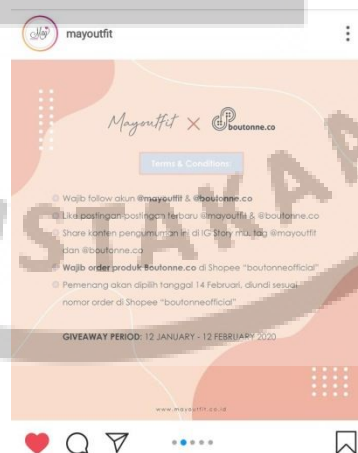 mayoutfit
Mayoutfit × boutonne.co
Terms & Conditions:
Wajib follow akun @mayoutfit & @boutonne.co
Like postingan-postingan terbaru @mayoutfit & @boutonne.co
Share konten pengumuman ini di IG Story mu, tag @mayoutfit
dan @boutonne.co
Wajib order produk Boutonne.co di Shopee "boutonneofficial"
Pemenang akan dipilih tanggal 14 Februari, diundi sesuai
nomor order di Shopee "boutonneofficial"
GIVEAWAY PERIOD: 12 JANUARY - 12 FEBRUARY 2020
www.mayoutfit.co.id